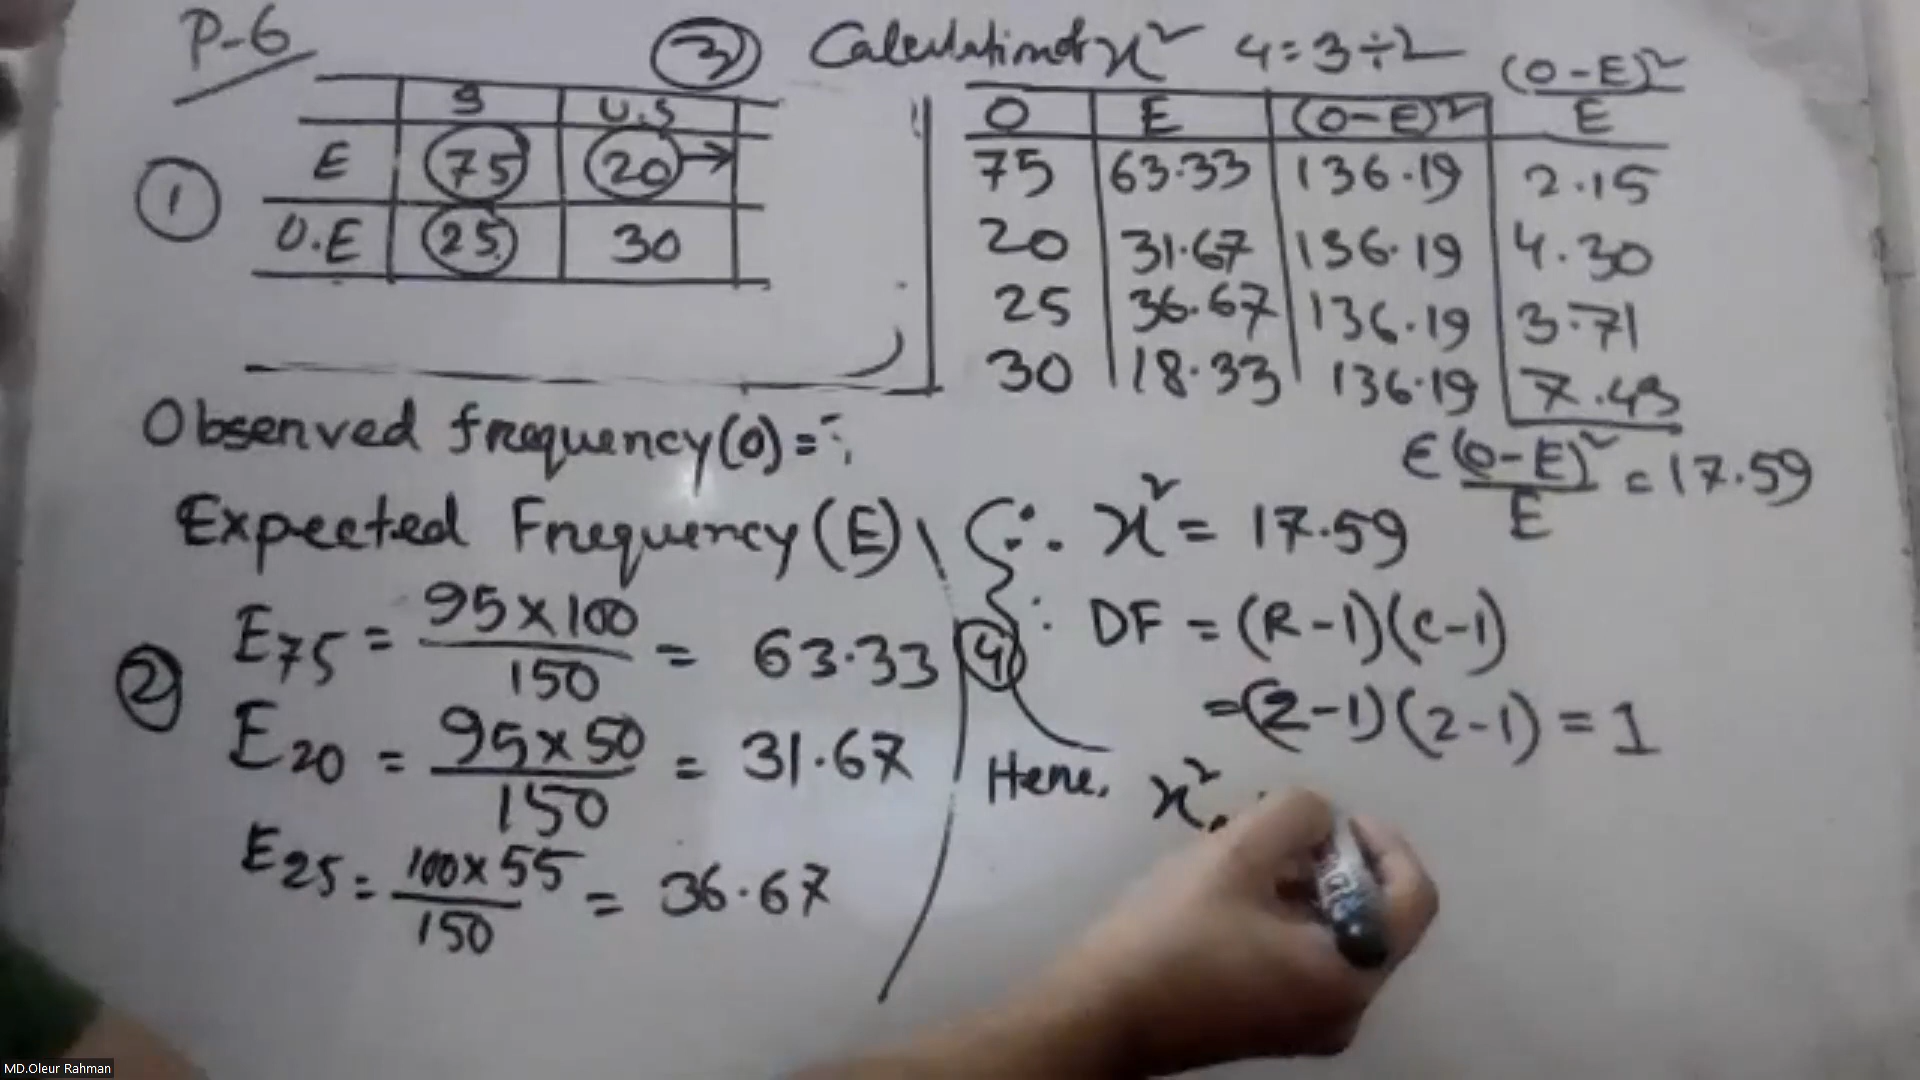 P-6
S U.S
E 75 20 →
1
U.E 25 30
Observed frequency(O) =
Expected Frequency (E)
E75 = 95×100/150 = 63.33
2
E20 = 95×50/150 = 31.67
E25 = 100×55/150 = 36.67
3 Calculation of x² 4=3÷2
O E (O-E)² (O-E)²/E
75 63.33 136.19 2.15
20 31.67 136.19 4.30
25 36.67 136.19 3.71
30 18.33 136.19 7.43
Σ(O-E)²/E = 17.59
∴ x² = 17.59
4 DF = (R-1)(C-1)
=(2-1)(2-1) = 1
Here, x²
MD.Oleur Rahman